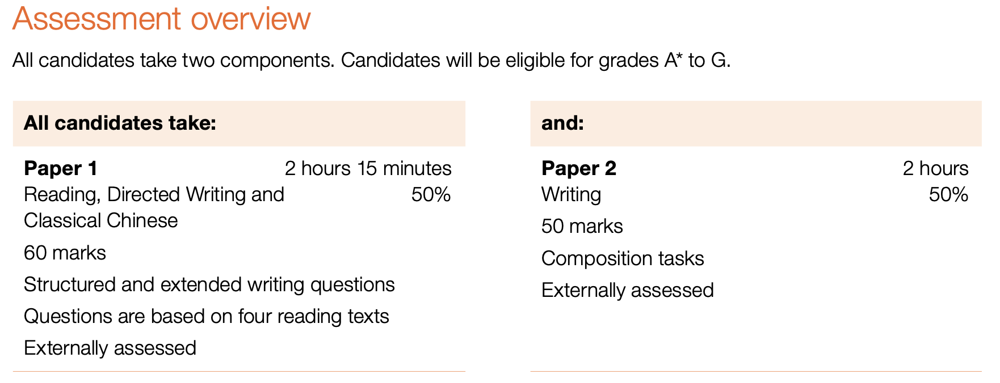 Assessment overview
All candidates take two components. Candidates will be eligible for grades A* to G.
All candidates take:
Paper 1 2 hours 15 minutes
Reading, Directed Writing and 50%
Classical Chinese
60 marks
Structured and extended writing questions
Questions are based on four reading texts
Externally assessed
and:
Paper 2 2 hours
Writing 50%
50 marks
Composition tasks
Externally assessed